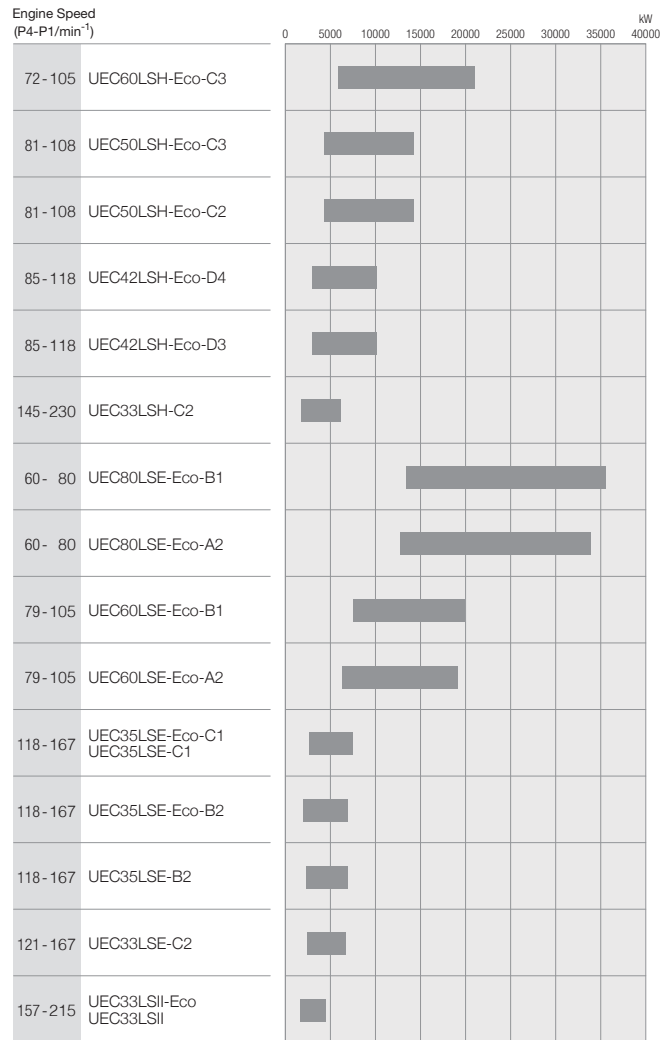 Engine Speed
(P4-P1/min-1)
kW
0 5000 10000 15000 20000 25000 30000 35000 40000
72-105 UEC60LSH-Eco-C3
81-108 UEC50LSH-Eco-C3
81-108 UEC50LSH-Eco-C2
85-118 UEC42LSH-Eco-D4
85-118 UEC42LSH-Eco-D3
145-230 UEC33LSH-C2
60- 80 UEC80LSE-Eco-B1
60- 80 UEC80LSE-Eco-A2
79-105 UEC60LSE-Eco-B1
79-105 UEC60LSE-Eco-A2
118-167 UEC35LSE-Eco-C1
UEC35LSE-C1
118-167 UEC35LSE-Eco-B2
118-167 UEC35LSE-B2
121-167 UEC33LSE-C2
157-215 UEC33LSII-Eco
UEC33LSII